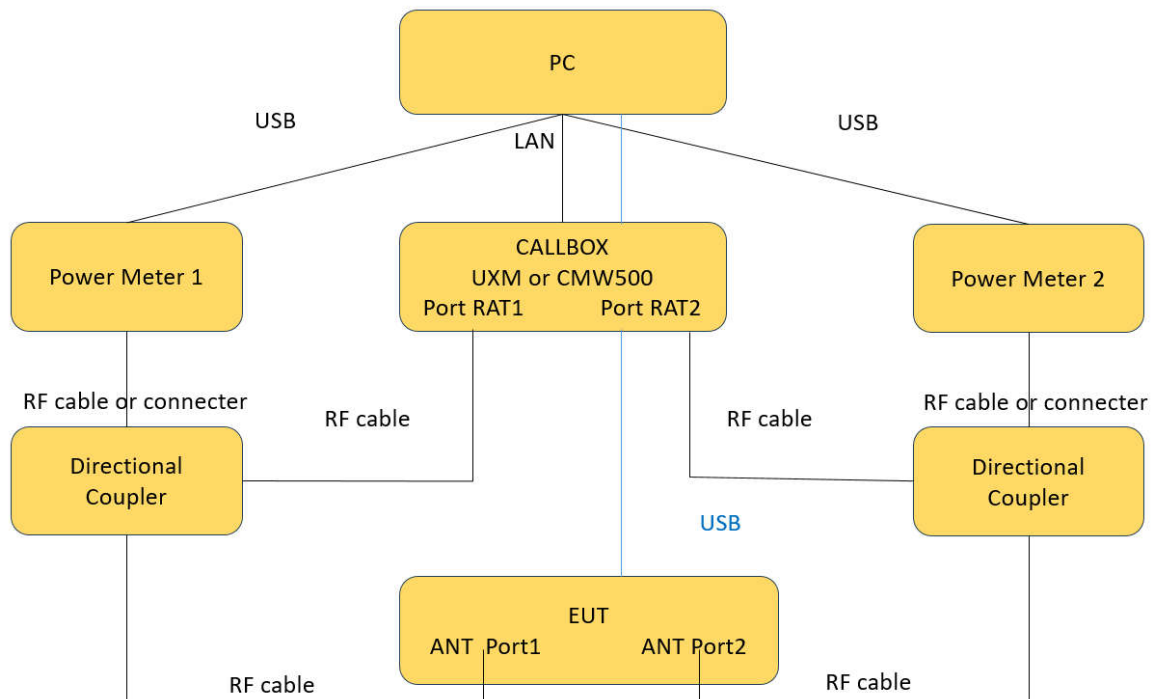 PC
USB
LAN
USB
Power Meter 1
CALLBOX
UXM or CMW500
Port RAT1 Port RAT2
Power Meter 2
RF cable or connecter
RF cable
RF cable
RF cable or connecter
Directional
Coupler
Directional
Coupler
USB
EUT
ANT Port1 ANT Port2
RF cable
RF cable